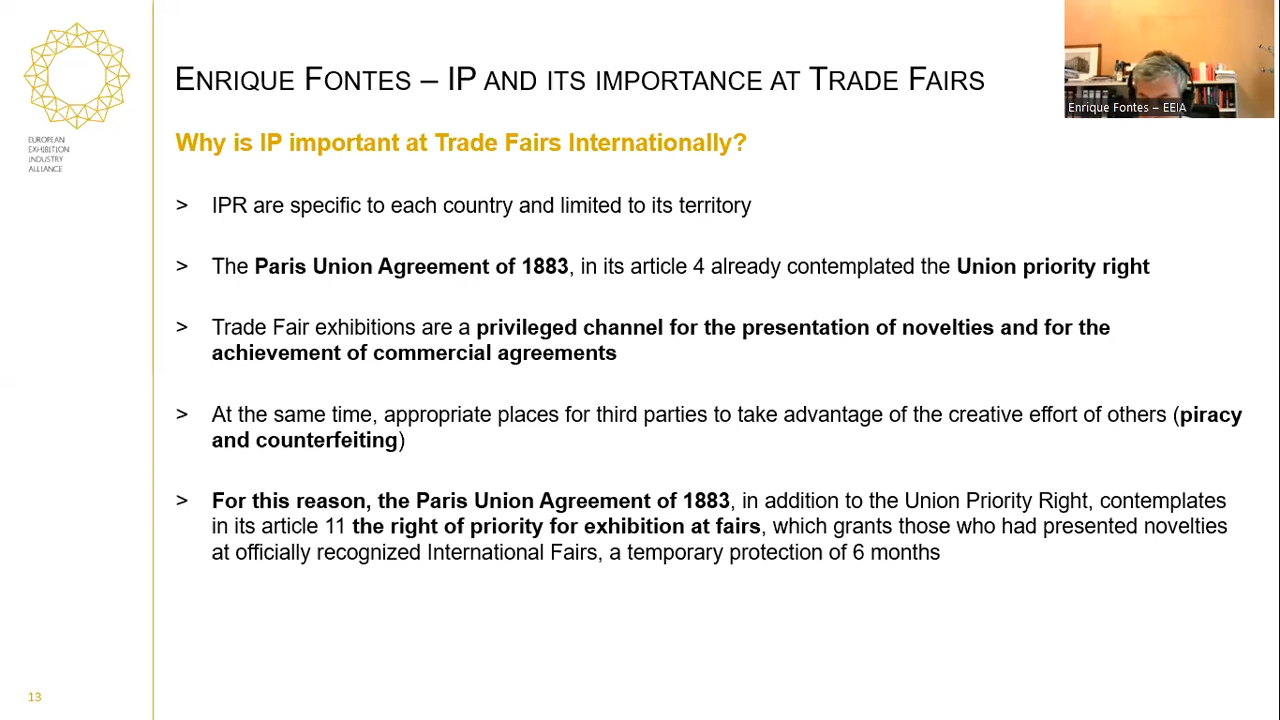 EUROPEAN
EXHIBITION
INDUSTRY
ALLIANCE
ENRIQUE FONTES – IP AND ITS IMPORTANCE AT TRADE FAIRS
Enrique Fontes – EEIA
Why is IP important at Trade Fairs Internationally?
> IPR are specific to each country and limited to its territory
> The Paris Union Agreement of 1883, in its article 4 already contemplated the Union priority right
> Trade Fair exhibitions are a privileged channel for the presentation of novelties and for the
achievement of commercial agreements
> At the same time, appropriate places for third parties to take advantage of the creative effort of others (piracy
and counterfeiting)
> For this reason, the Paris Union Agreement of 1883, in addition to the Union Priority Right, contemplates
in its article 11 the right of priority for exhibition at fairs, which grants those who had presented novelties
at officially recognized International Fairs, a temporary protection of 6 months
13